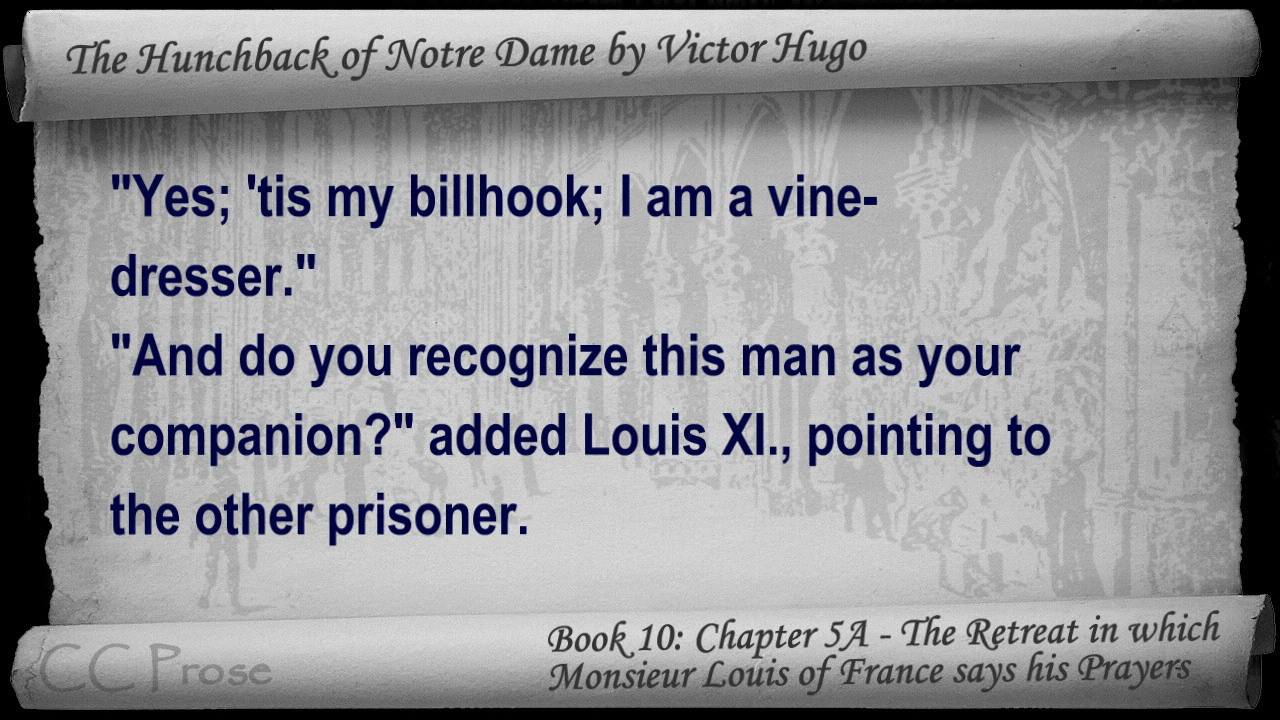 The Hunchback of Notre Dame by Victor Hugo
"Yes; 'tis my billhook; I am a vine-
dresser."
"And do you recognize this man as your
companion?" added Louis XI., pointing to
the other prisoner.
CC Prose
Book 10: Chapter 5A - The Retreat in which
Monsieur Louis of France says his Prayers